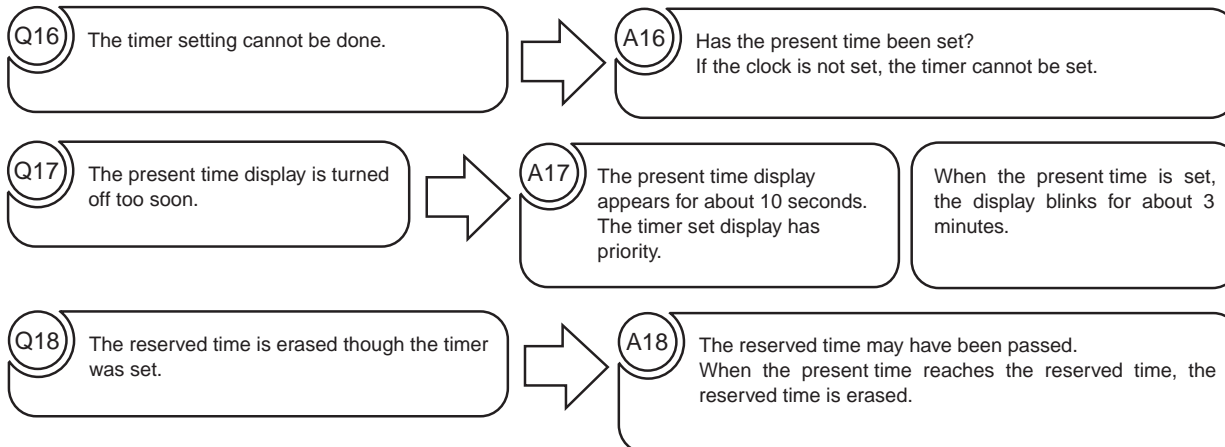 Q16
The timer setting cannot be done.
A16
Has the present time been set?
If the clock is not set, the timer cannot be set.
Q17
The present time display is turned
off too soon.
A17
The present time display
appears for about 10 seconds.
The timer set display has
priority.
When the present time is set,
the display blinks for about 3
minutes.
Q18
The reserved time is erased though the timer
was set.
A18
The reserved time may have been passed.
When the present time reaches the reserved time, the
reserved time is erased.